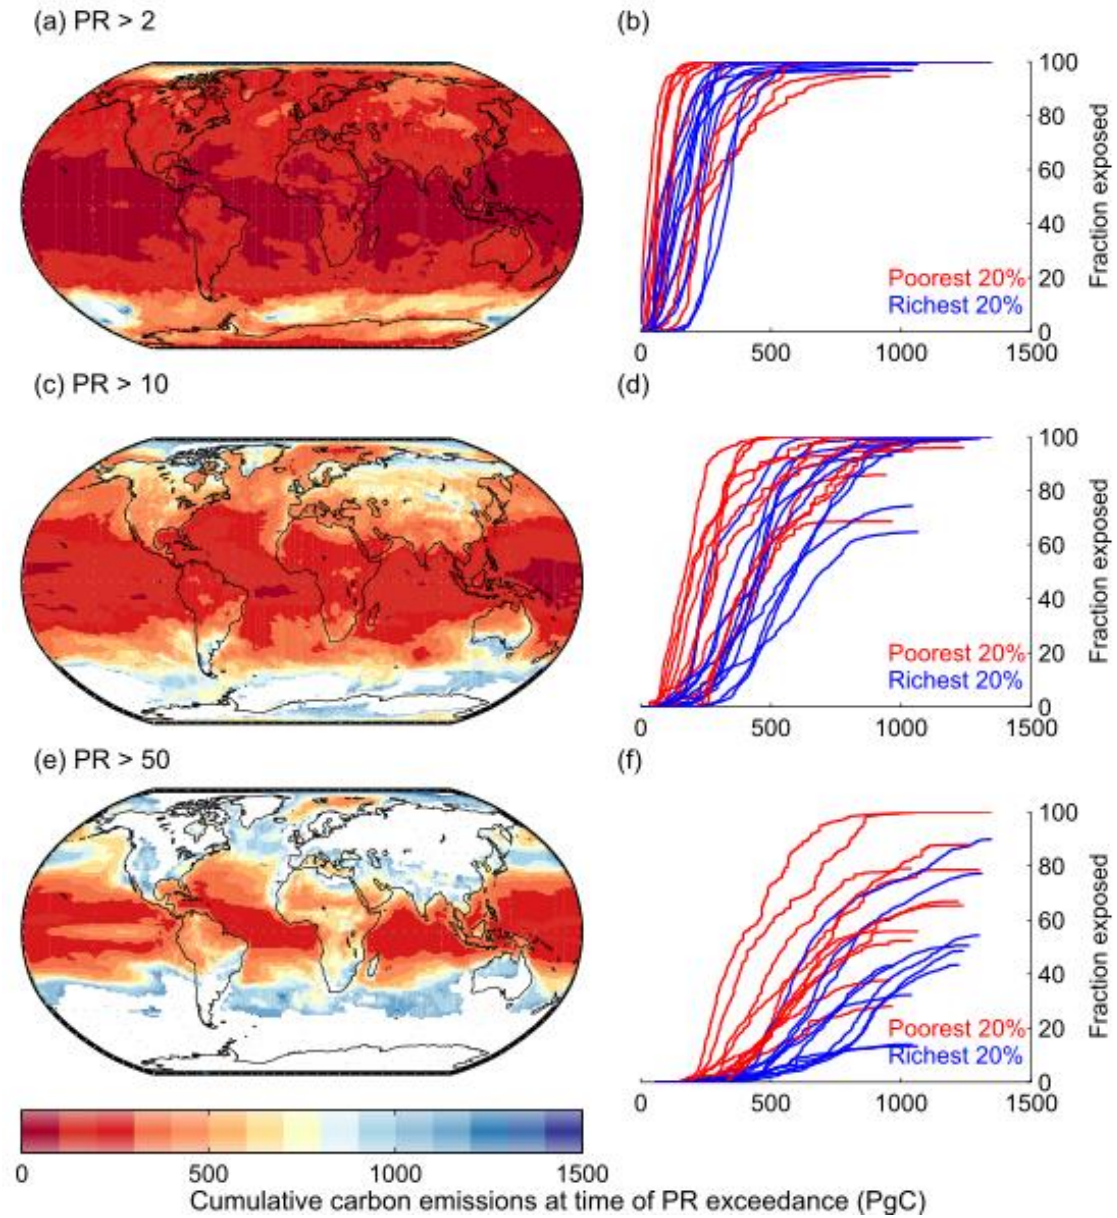 (a) PR > 2
(b)
100
80
60
40
20
0
Fraction exposed
Poorest 20%
Richest 20%
0 500 1000 1500
(c) PR > 10
(d)
100
80
60
40
20
0
Fraction exposed
Poorest 20%
Richest 20%
0 500 1000 1500
(e) PR > 50
(f)
100
80
60
40
20
0
Fraction exposed
Poorest 20%
Richest 20%
0 500 1000 1500
0 500 1000 1500
Cumulative carbon emissions at time of PR exceedance (PgC)